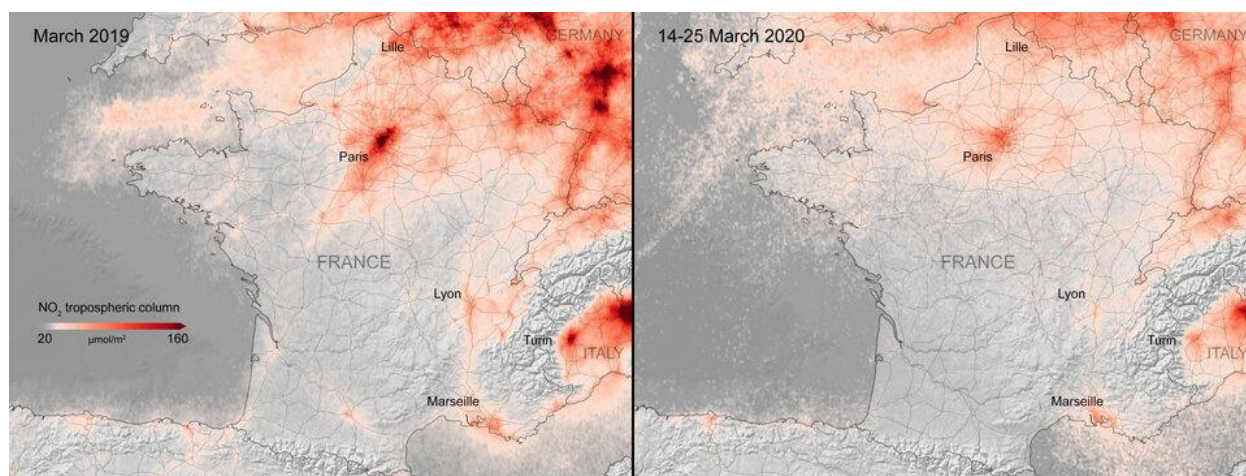 March 2019
Lille
GERMANY
Paris
FRANCE
Lyon
NO₂ tropospheric column
20 µmol/m² 160
Turin
ITALY
Marseille
14-25 March 2020
Lille
GERMANY
Paris
FRANCE
Lyon
Turin
ITALY
Marseille